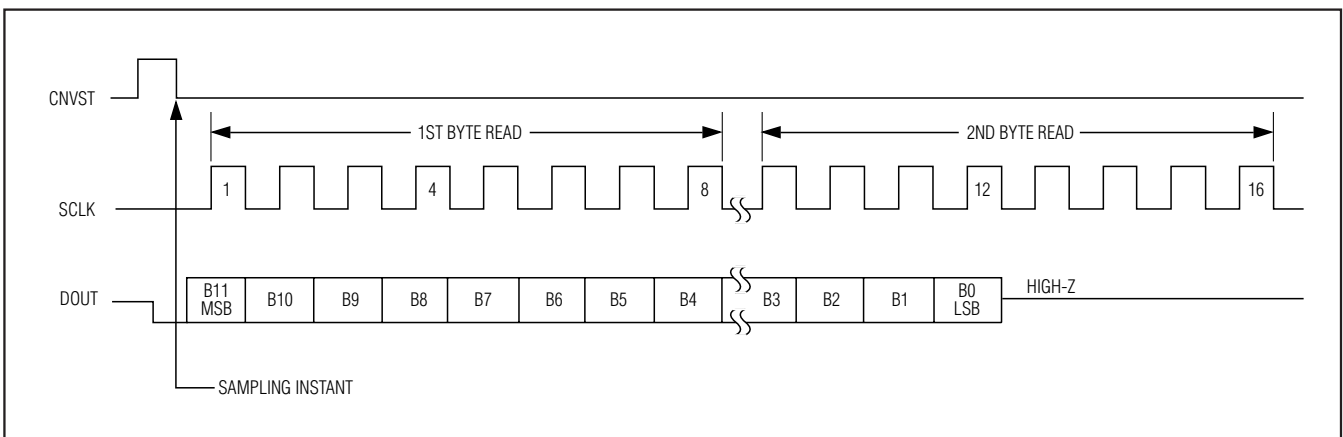 CNVST
1ST BYTE READ
2ND BYTE READ
SCLK
1 4 8 12 16
DOUT
B11 MSB
B10
B9
B8
B7
B6
B5
B4
B3
B2
B1
B0 LSB
HIGH-Z
SAMPLING INSTANT